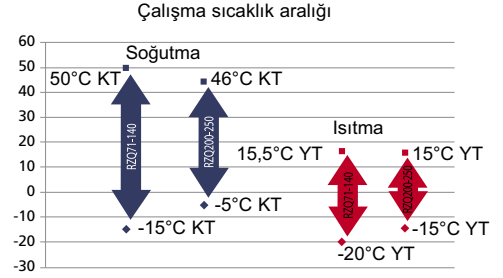 Çalışma sıcaklık aralığı
60
50
40
30
20
10
0
-10
-20
-30
Soğutma
50°C KT
46°C KT
RZQ71-140
RZQ200-250
-15°C KT
-5°C KT
Isıtma
15,5°C YT
15°C YT
RZQ71-140
RZQ200-250
-20°C YT
-15°C YT